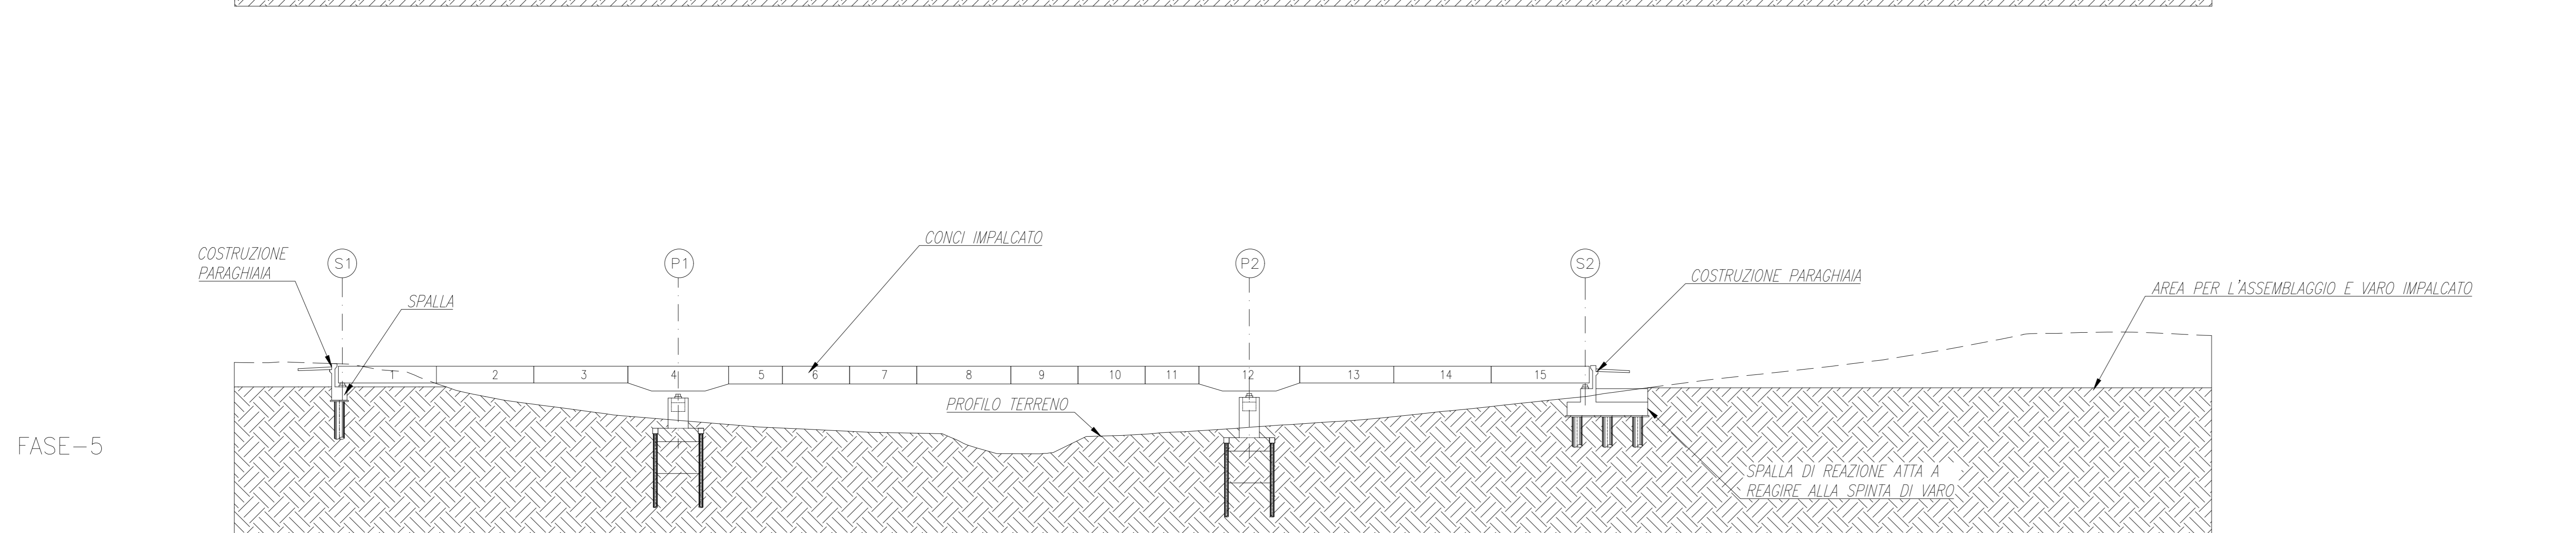 CONCI IMPALCATO
COSTRUZIONE
PARAGHIAIA
S1
P1
P2
S2
COSTRUZIONE PARAGHIAIA
AREA PER L'ASSEMBLAGGIO E VARO IMPALCATO
SPALLA
1 2 3 4 5 6 7 8 9 10 11 12 13 14 15
PROFILO TERRENO
FASE-5
SPALLA DI REAZIONE ATTA A
REAGIRE ALLA SPINTA DI VARO